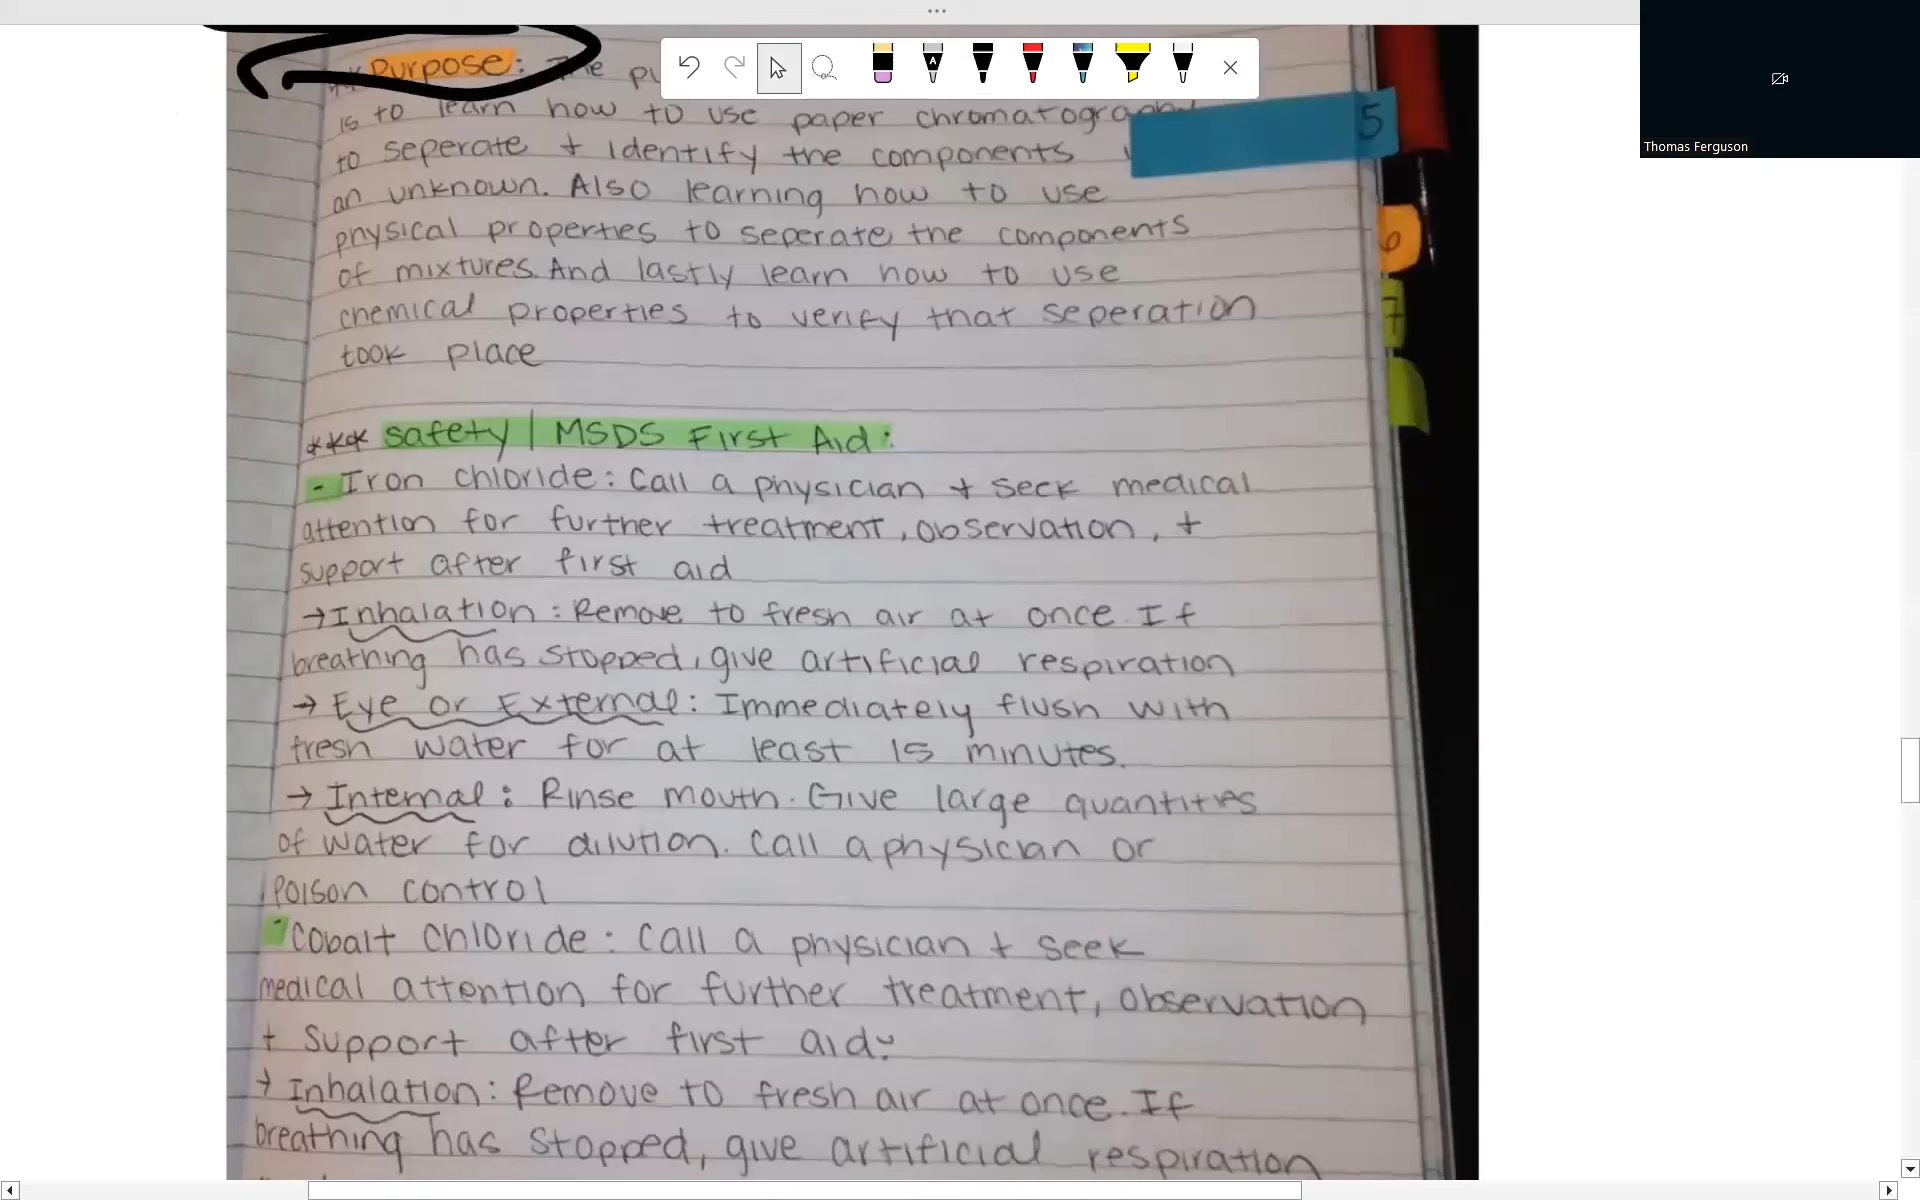 Purpose: The pu
is to learn how to use paper chromatography
to seperate + identify the components
an unknown. Also learning how to use
physical properties to seperate the components
of mixtures. And lastly learn how to use
chemical properties to verify that seperation
took place
*** Safety | MSDS First Aid:
- Iron chloride: Call a physician + seek medical
attention for further treatment, observation, +
support after first aid
→ Inhalation: Remove to fresh air at once. If
breathing has stopped, give artificial respiration
→ Eye or External: Immediately flush with
fresh water for at least 15 minutes.
→ Internal: Rinse mouth. Give large quantities
of water for dilution. Call a physician or
Poison control
- Cobalt Chloride: Call a physician + seek
medical attention for further treatment, observation
+ support after first aid:
→ Inhalation: Remove to fresh air at once. If
breathing has stopped, give artificial respiration
5
6
7
A
Thomas Ferguson